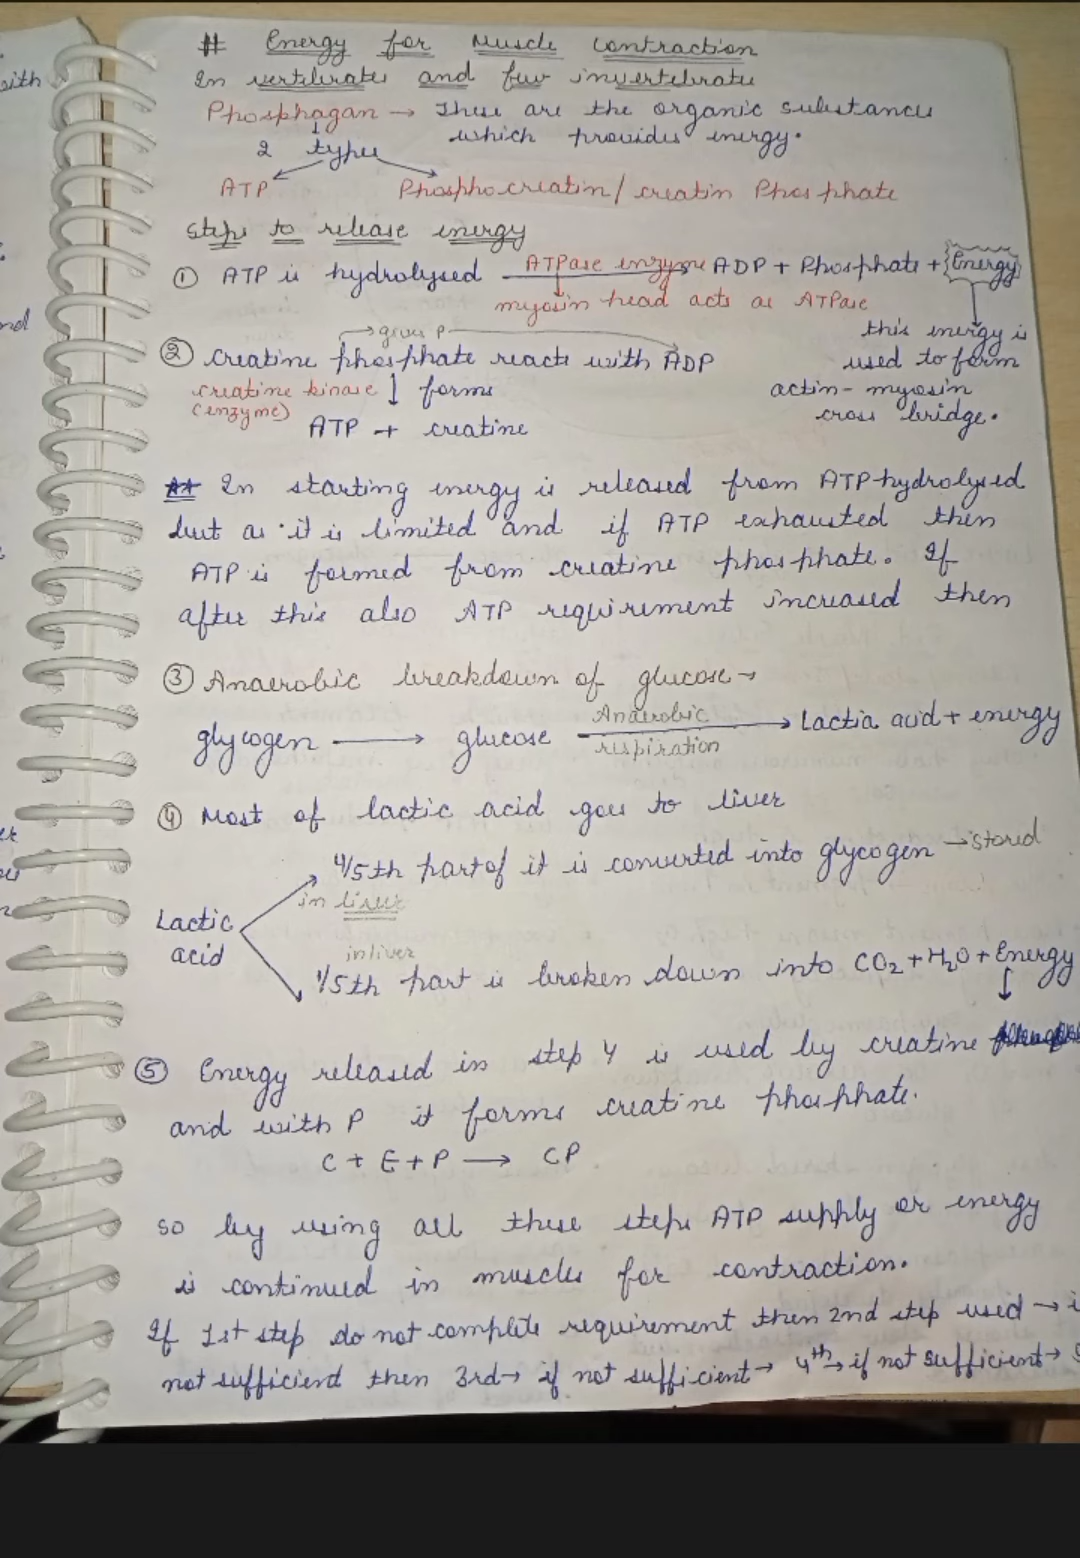 # Energy for Muscle contraction
In vertebrates and few invertebrates
Phosphagan → These are the organic substances
which provides energy.
2 types
ATP Phosphocreatin/creatin Phosphate
Steps to release energy
① ATP is hydrolysed ATPase enzyme ADP + Phosphate + Energy
myosin head acts as ATPase
this energy is
used to form
actin-myosin
cross bridge.
→ gives P
② creatine phosphate reacts with ADP
creatine kinase ↓ forms
(enzyme)
ATP + creatine
** In starting energy is released from ATP hydrolysed
but as it is limited and if ATP exhausted then
ATP is formed from creatine phosphate. If
after this also ATP requirement increased then
③ Anaerobic breakdown of glucose →
glycogen → glucose Anaerobic respiration → Lactia acid + energy
④ Most of lactic acid goes to liver
4/5th part of it is converted into glycogen → stored
in liver
Lactic
acid
in liver
1/5th part is broken down into CO2 + H2O + Energy
⑤ Energy released in step 4 is used by creatine
and with P it forms creatine phosphate.
C + E + P → CP
so by using all these steps ATP supply or energy
is continued in muscles for contraction.
If 1st step do not complete requirement then 2nd step used →
not sufficient then 3rd → if not sufficient → 4th → if not sufficient →
with
nd